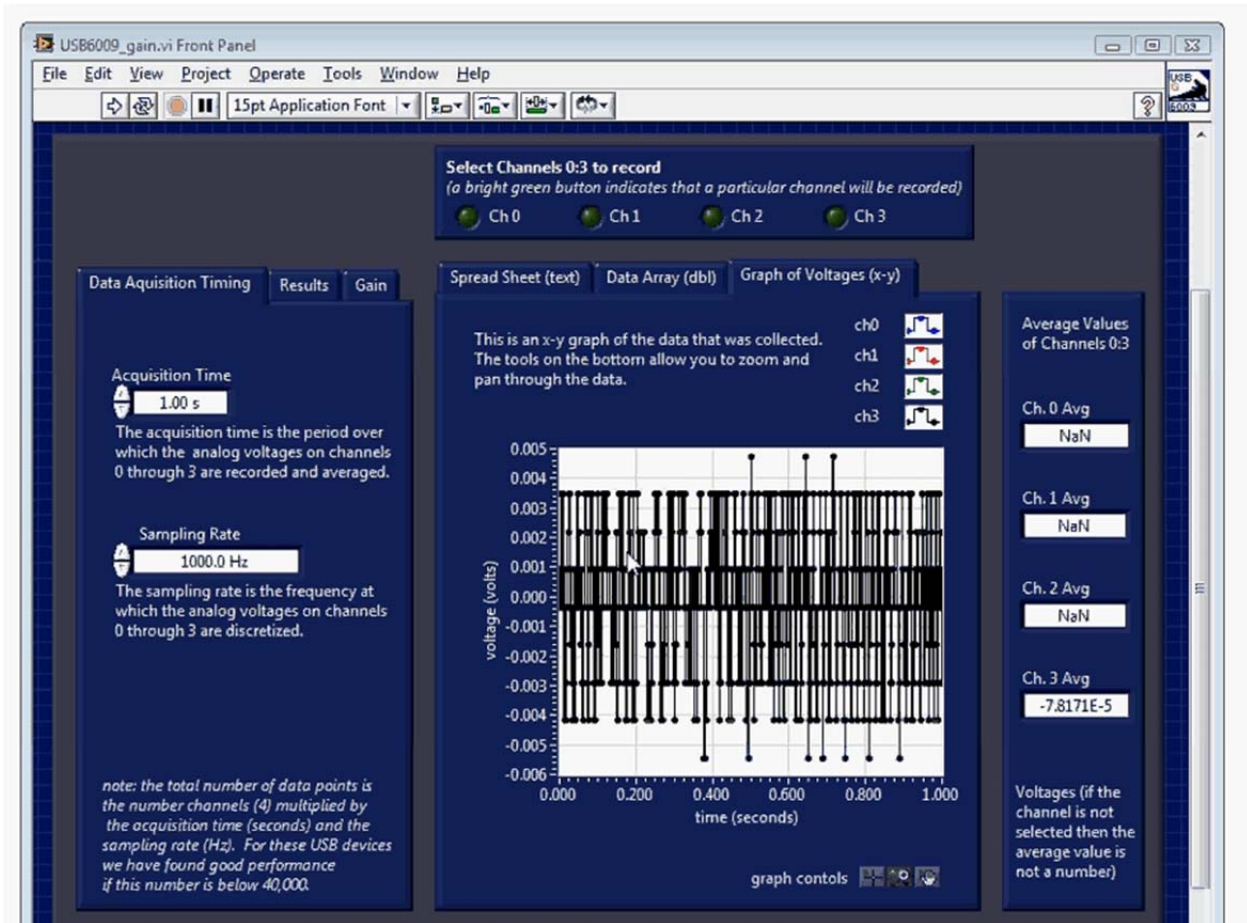 USB6009_gain.vi Front Panel
File Edit View Project Operate Tools Window Help
15pt Application Font
USB
G
6009
Select Channels 0:3 to record
(a bright green button indicates that a particular channel will be recorded)
Ch 0 Ch 1 Ch 2 Ch 3
Data Aquisition Timing Results Gain
Acquisition Time
1.00 s
The acquisition time is the period over
which the analog voltages on channels
0 through 3 are recorded and averaged.
Sampling Rate
1000.0 Hz
The sampling rate is the frequency at
which the analog voltages on channels
0 through 3 are discretized.
note: the total number of data points is
the number channels (4) multiplied by
the acquisition time (seconds) and the
sampling rate (Hz). For these USB devices
we have found good performance
if this number is below 40,000.
Spread Sheet (text) Data Array (dbl) Graph of Voltages (x-y)
This is an x-y graph of the data that was collected.
The tools on the bottom allow you to zoom and
pan through the data.
ch0
ch1
ch2
ch3
voltage (volts)
0.005
0.004
0.003
0.002
0.001
0.000
-0.001
-0.002
-0.003
-0.004
-0.005
-0.006
0.000 0.200 0.400 0.600 0.800 1.000
time (seconds)
graph contols
Average Values
of Channels 0:3
Ch. 0 Avg
NaN
Ch. 1 Avg
NaN
Ch. 2 Avg
NaN
Ch. 3 Avg
-7.8171E-5
Voltages (if the
channel is not
selected then the
average value is
not a number)